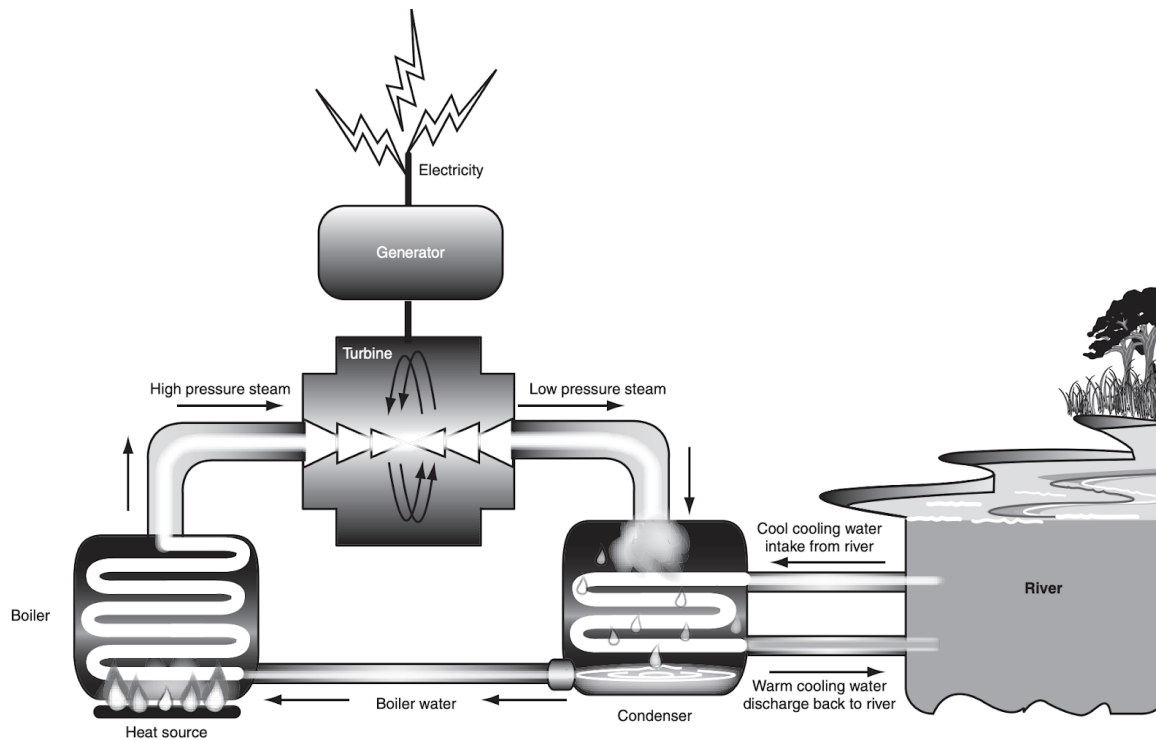 Electricity
Generator
Turbine
High pressure steam
Low pressure steam
Cool cooling water
intake from river
River
Boiler
Warm cooling water
discharge back to river
Boiler water
Condenser
Heat source